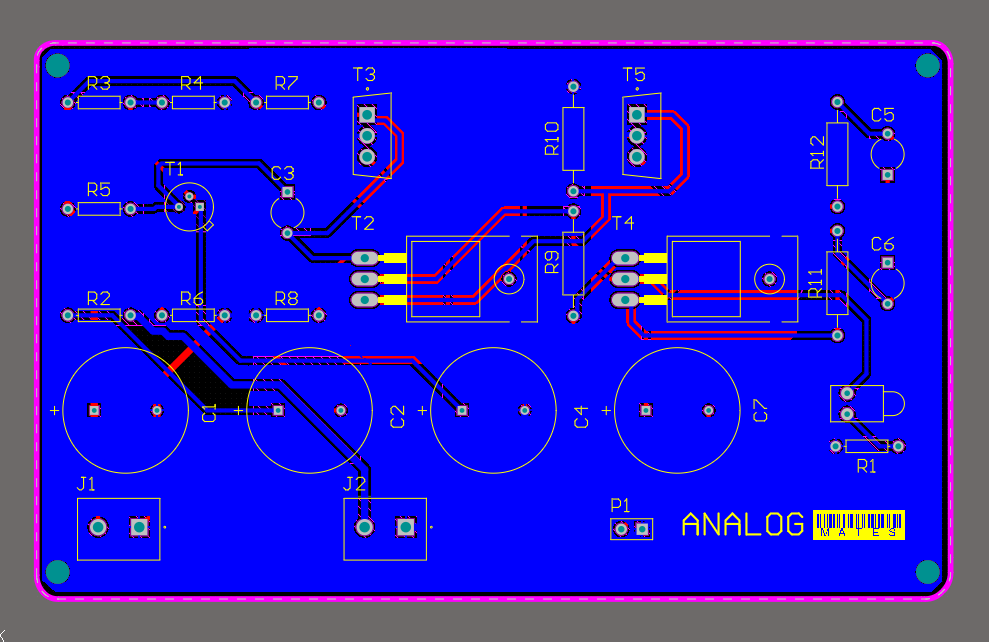 T3 T5
R3 R4 R7
C5
R10
R12
T1 C3
R5
T2 T4
C6
R9
R11
R2 R6 R8
+ C1 + C2 + C4 + C7
R1
J1 J2
P1
ANALOG
MATES